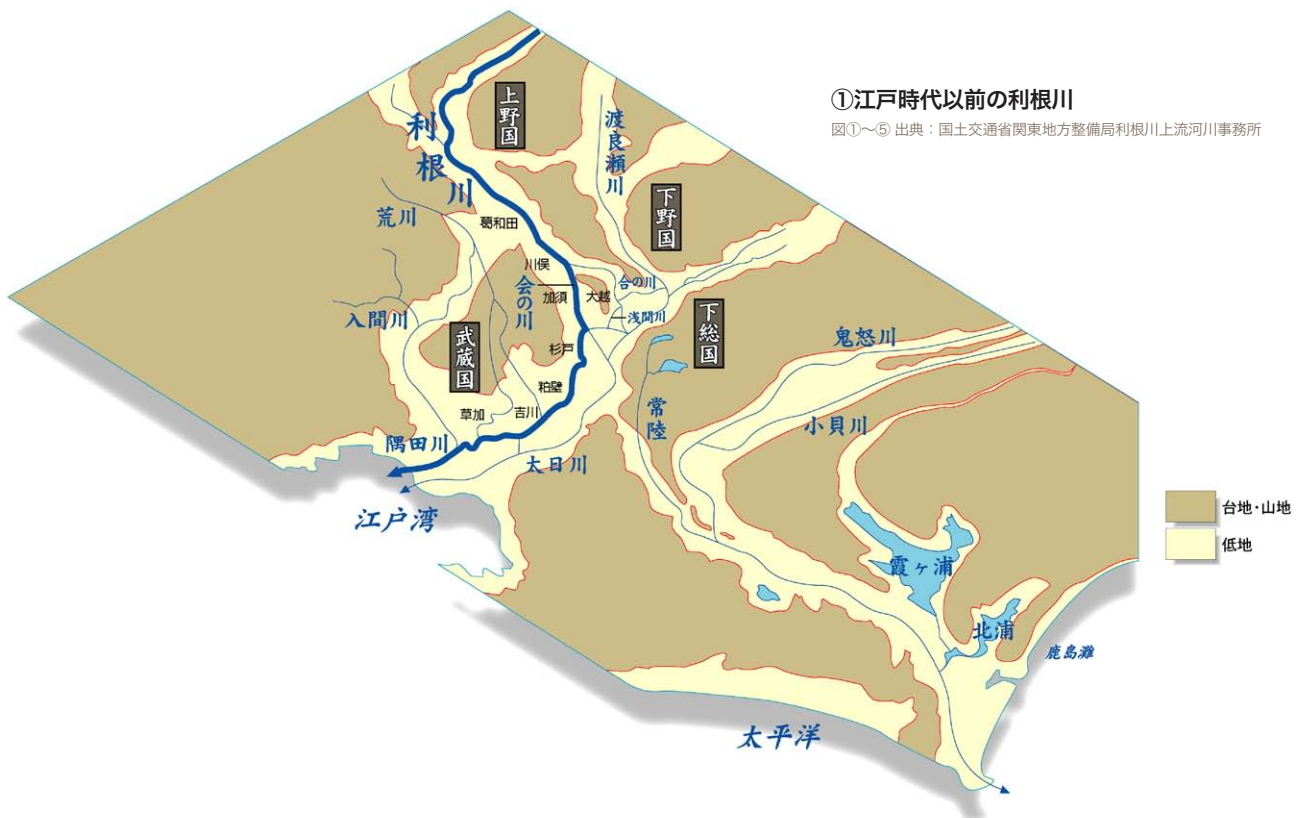 ①江戸時代以前の利根川
図①～⑤ 出典：国土交通省関東地方整備局利根川上流河川事務所
上野国
利根川
渡良瀬川
荒川
葛和田
下野国
川俣
会の川
加須
大越
合の川
浅間川
入間川
下総国
武蔵国
杉戸
鬼怒川
粕壁
常陸
草加
吉川
小貝川
隅田川
太日川
江戸湾
台地・山地
低地
霞ヶ浦
北浦
鹿島灘
太平洋